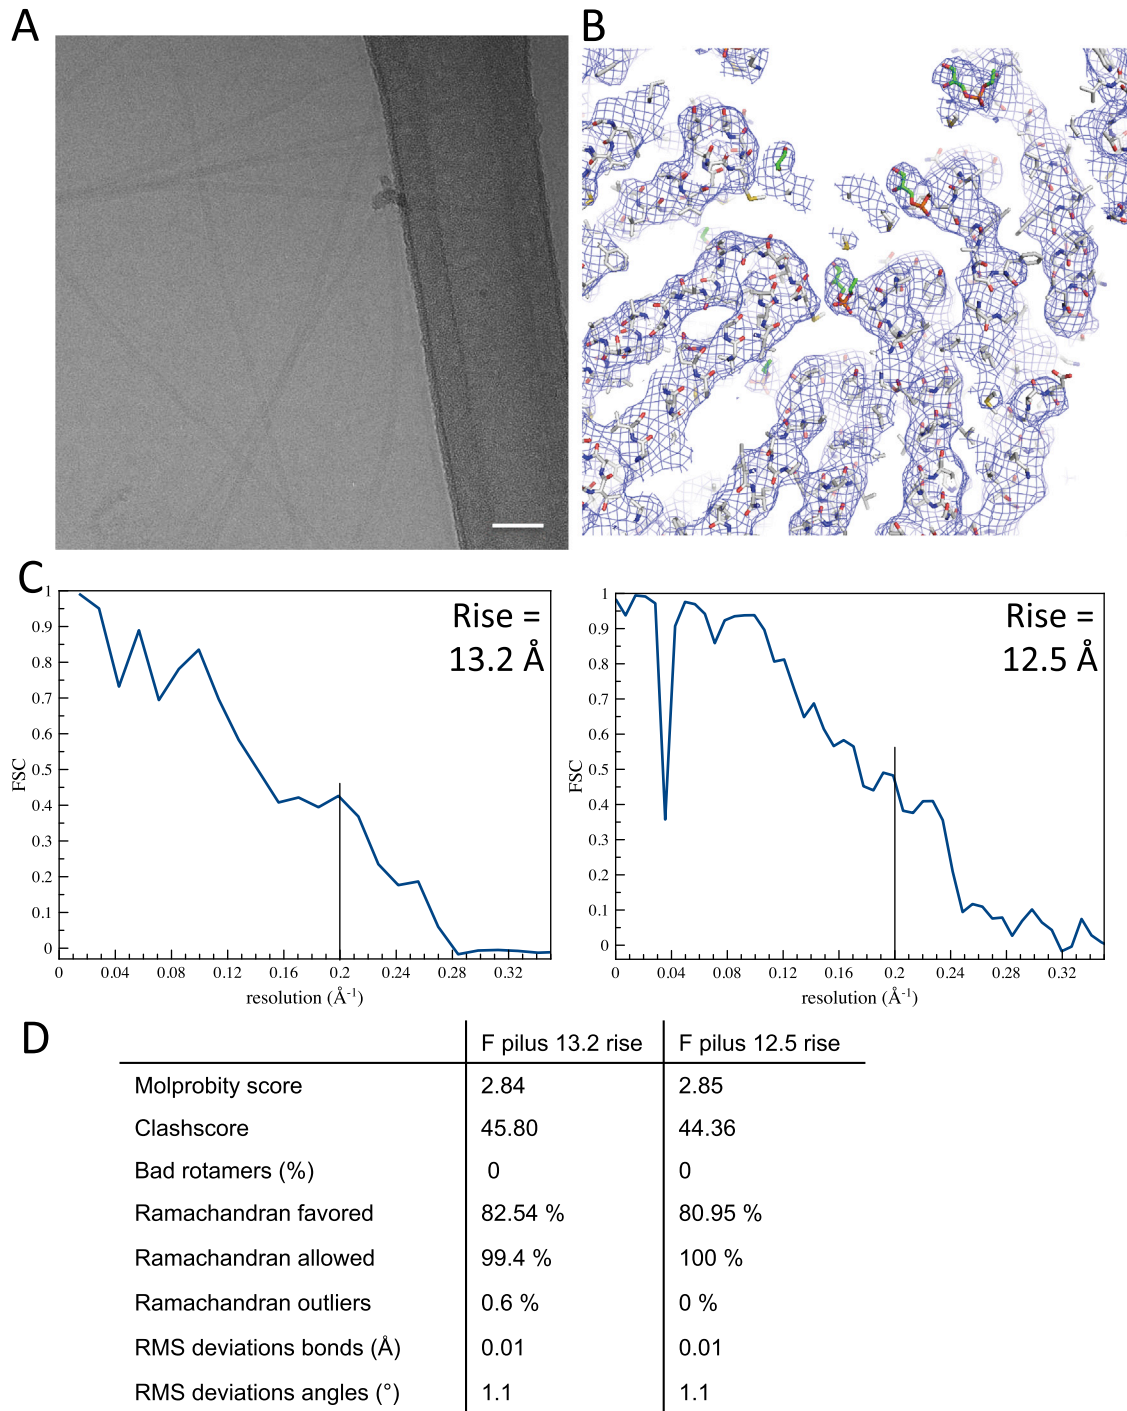 A
B
C
1
0.9
0.8
0.7
0.6
0.5
0.4
0.3
0.2
0.1
0
FSC
0 0.04 0.08 0.12 0.16 0.2 0.24 0.28 0.32
resolution (Å-1)
Rise =
13.2 Å
1
0.9
0.8
0.7
0.6
0.5
0.4
0.3
0.2
0.1
0
FSC
0 0.04 0.08 0.12 0.16 0.2 0.24 0.28 0.32
resolution (Å-1)
Rise =
12.5 Å
D
F pilus 13.2 rise F pilus 12.5 rise
Molprobity score 2.84 2.85
Clashscore 45.80 44.36
Bad rotamers (%) 0 0
Ramachandran favored 82.54 % 80.95 %
Ramachandran allowed 99.4 % 100 %
Ramachandran outliers 0.6 % 0 %
RMS deviations bonds (Å) 0.01 0.01
RMS deviations angles (°) 1.1 1.1